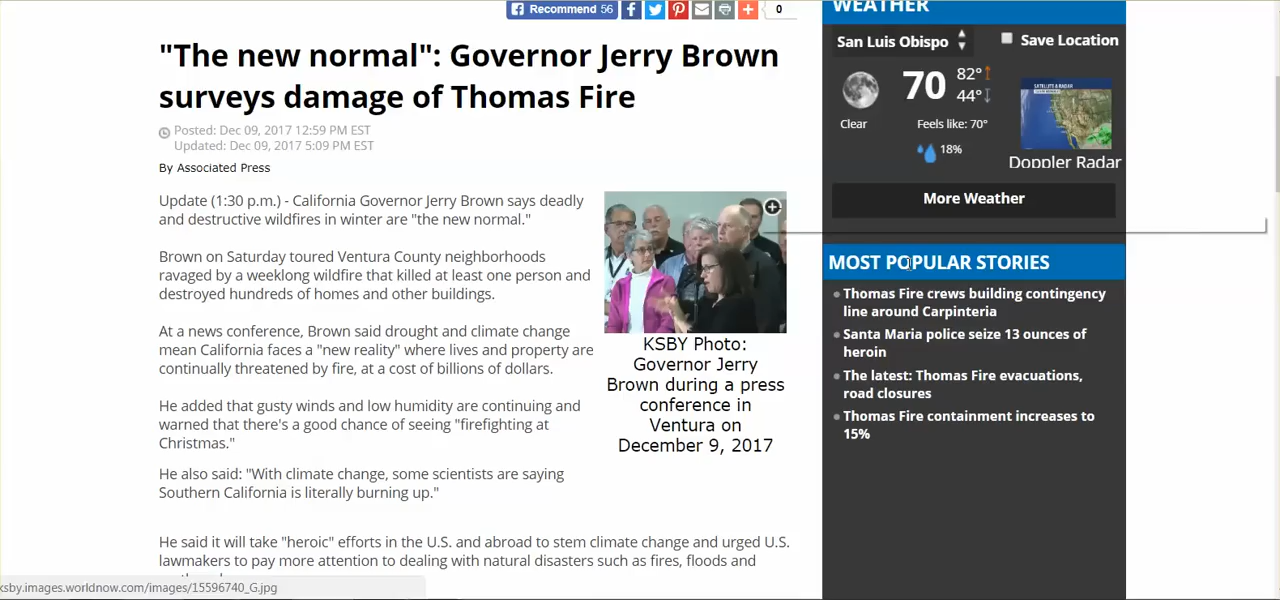 Recommend 56
0
"The new normal": Governor Jerry Brown
surveys damage of Thomas Fire
Posted: Dec 09, 2017 12:59 PM EST
Updated: Dec 09, 2017 5:09 PM EST
By Associated Press
Update (1:30 p.m.) - California Governor Jerry Brown says deadly
and destructive wildfires in winter are "the new normal."
Brown on Saturday toured Ventura County neighborhoods
ravaged by a weeklong wildfire that killed at least one person and
destroyed hundreds of homes and other buildings.
At a news conference, Brown said drought and climate change
mean California faces a "new reality" where lives and property are
continually threatened by fire, at a cost of billions of dollars.
He added that gusty winds and low humidity are continuing and
warned that there's a good chance of seeing "firefighting at
Christmas."
He also said: "With climate change, some scientists are saying
Southern California is literally burning up."
He said it will take "heroic" efforts in the U.S. and abroad to stem climate change and urged U.S.
lawmakers to pay more attention to dealing with natural disasters such as fires, floods and
KSBY Photo:
Governor Jerry
Brown during a press
conference in
Ventura on
December 9, 2017
WEATHER
San Luis Obispo
Save Location
70
82°
44°
Clear
Feels like: 70°
18%
SATELLITE & RADAR
Doppler Radar
More Weather
MOST POPULAR STORIES
Thomas Fire crews building contingency
line around Carpinteria
Santa Maria police seize 13 ounces of
heroin
The latest: Thomas Fire evacuations,
road closures
Thomas Fire containment increases to
15%
ksby.images.worldnow.com/images/15596740_G.jpg